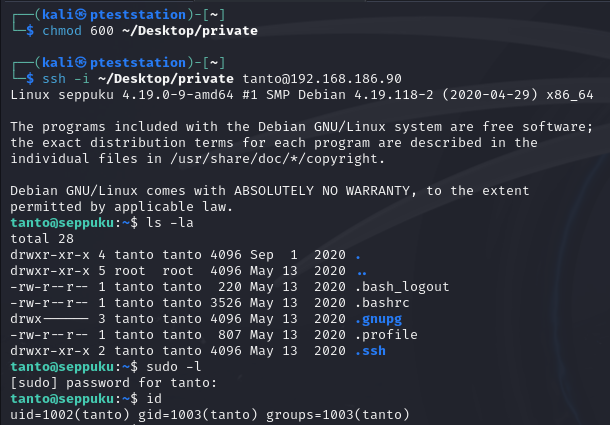 ┌──(kali㉿pteststation)-[~]
└─$ chmod 600 ~/Desktop/private
┌──(kali㉿pteststation)-[~]
└─$ ssh -i ~/Desktop/private tanto@192.168.186.90
Linux seppuku 4.19.0-9-amd64 #1 SMP Debian 4.19.118-2 (2020-04-29) x86_64
The programs included with the Debian GNU/Linux system are free software;
the exact distribution terms for each program are described in the
individual files in /usr/share/doc/*/copyright.
Debian GNU/Linux comes with ABSOLUTELY NO WARRANTY, to the extent
permitted by applicable law.
tanto@seppuku:~$ ls -la
total 28
drwxr-xr-x 4 tanto tanto 4096 Sep  1  2020 .
drwxr-xr-x 5 root  root  4096 May 13  2020 ..
-rw-r--r-- 1 tanto tanto  220 May 13  2020 .bash_logout
-rw-r--r-- 1 tanto tanto 3526 May 13  2020 .bashrc
drwx------ 3 tanto tanto 4096 May 13  2020 .gnupg
-rw-r--r-- 1 tanto tanto  807 May 13  2020 .profile
drwxr-xr-x 2 tanto tanto 4096 May 13  2020 .ssh
tanto@seppuku:~$ sudo -l
[sudo] password for tanto:
tanto@seppuku:~$ id
uid=1002(tanto) gid=1003(tanto) groups=1003(tanto)